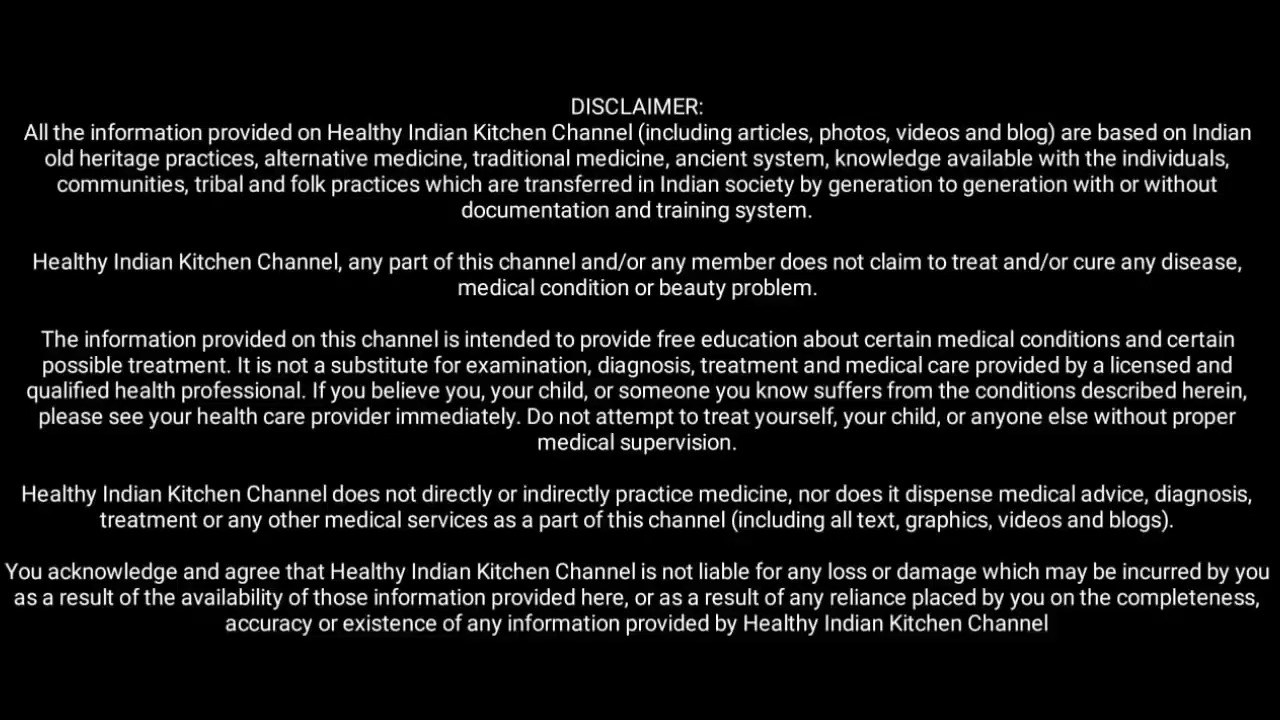 DISCLAIMER:
All the information provided on Healthy Indian Kitchen Channel (including articles, photos, videos and blog) are based on Indian
old heritage practices, alternative medicine, traditional medicine, ancient system, knowledge available with the individuals,
communities, tribal and folk practices which are transferred in Indian society by generation to generation with or without
documentation and training system.
Healthy Indian Kitchen Channel, any part of this channel and/or any member does not claim to treat and/or cure any disease,
medical condition or beauty problem.
The information provided on this channel is intended to provide free education about certain medical conditions and certain
possible treatment. It is not a substitute for examination, diagnosis, treatment and medical care provided by a licensed and
qualified health professional. If you believe you, your child, or someone you know suffers from the conditions described herein,
please see your health care provider immediately. Do not attempt to treat yourself, your child, or anyone else without proper
medical supervision.
Healthy Indian Kitchen Channel does not directly or indirectly practice medicine, nor does it dispense medical advice, diagnosis,
treatment or any other medical services as a part of this channel (including all text, graphics, videos and blogs).
You acknowledge and agree that Healthy Indian Kitchen Channel is not liable for any loss or damage which may be incurred by you
as a result of the availability of those information provided here, or as a result of any reliance placed by you on the completeness,
accuracy or existence of any information provided by Healthy Indian Kitchen Channel